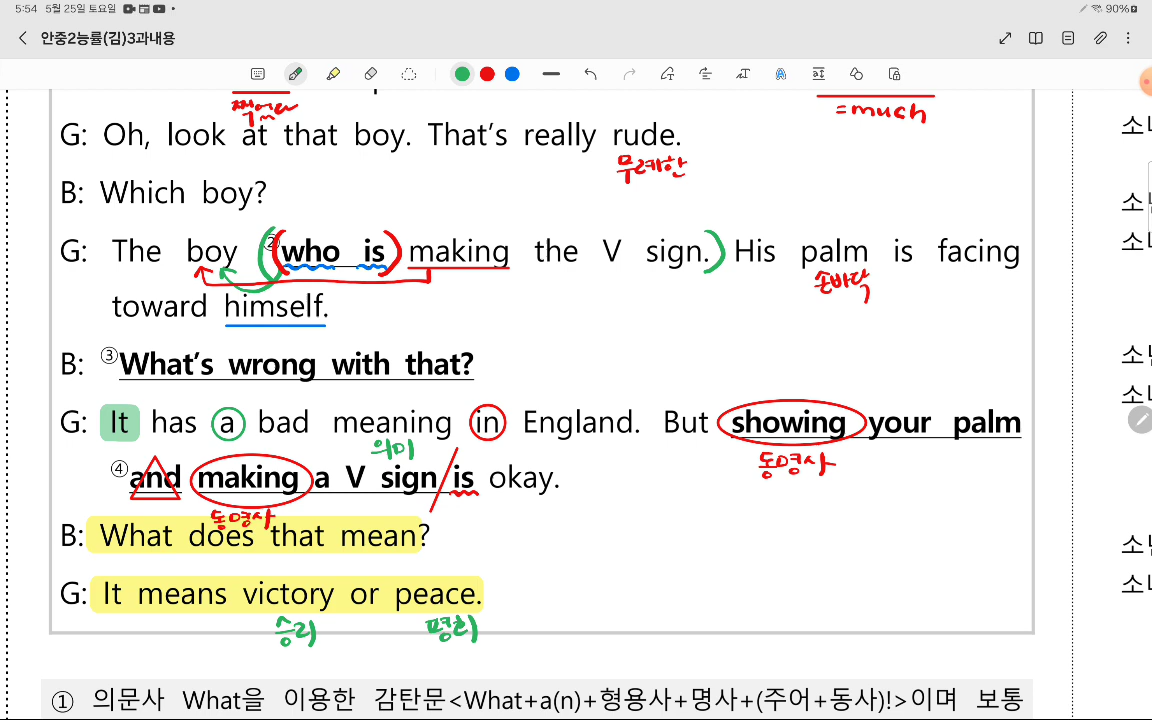 5:54 5월 25일 토요일
90%
안중2능률(김)3과내용
= much
G: Oh, look at that boy. That's really rude.
무례한
B: Which boy?
G: The boy ②(who is) making the V sign.) His palm is facing
손바닥
toward himself.
B: ③What's wrong with that?
G: It has a bad meaning in England. But showing your palm
의미
동명사
④and making a V sign / is okay.
동명사
B: What does that mean?
G: It means victory or peace.
승리
평화
① 의문사 What을 이용한 감탄문<What+a(n)+형용사+명사+(주어+동사)!>이며 보통